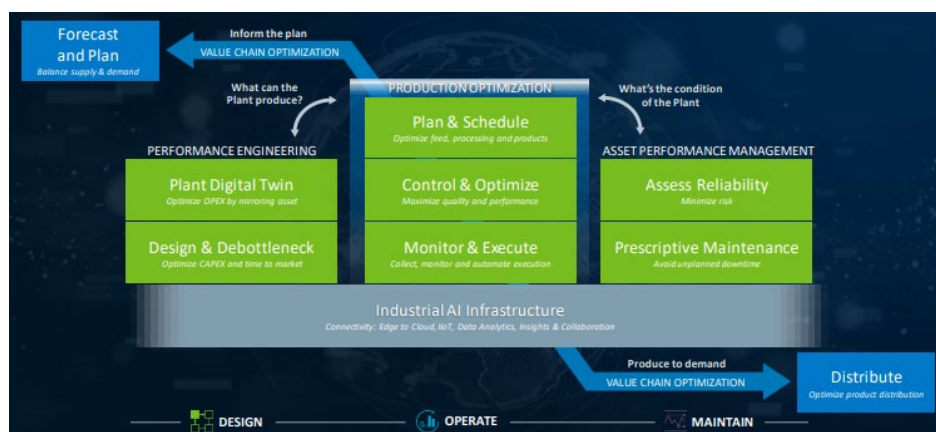 Forecast
and Plan
Balance supply & demand
Inform the plan
VALUE CHAIN OPTIMIZATION
What can the
Plant produce?
PRODUCTION OPTIMIZATION
What's the condition
of the Plant
Plan & Schedule
Optimize feed, processing and products
PERFORMANCE ENGINEERING
ASSET PERFORMANCE MANAGEMENT
Plant Digital Twin
Optimize OPEX by mirroring asset
Control & Optimize
Maximize quality and performance
Assess Reliability
Minimize risk
Design & Debottleneck
Optimize CAPEX and time to market
Monitor & Execute
Collect, monitor and automate execution
Prescriptive Maintenance
Avoid unplanned downtime
Industrial AI Infrastructure
Connectivity: Edge to Cloud, IIoT, Data Analytics, Insights & Collaboration
Produce to demand
VALUE CHAIN OPTIMIZATION
Distribute
Optimize product distribution
DESIGN
OPERATE
MAINTAIN